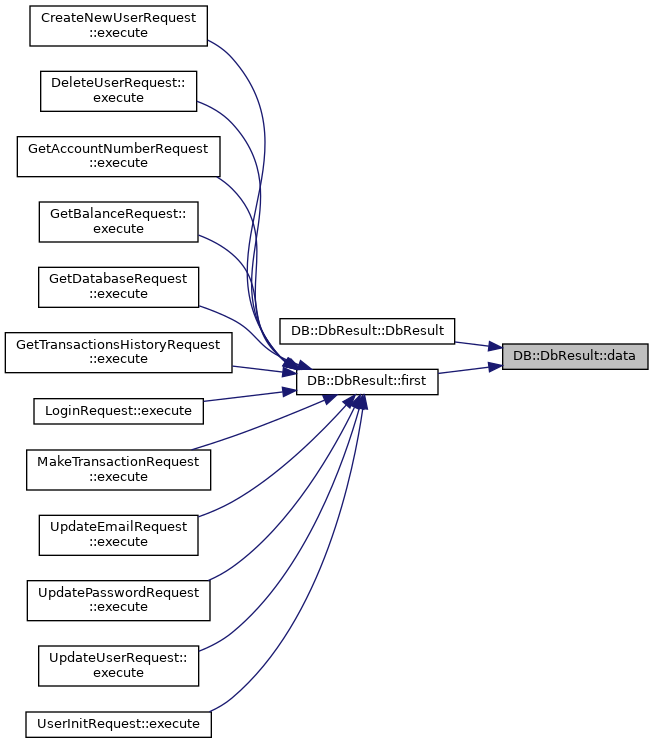 CreateNewUserRequest
::execute
DeleteUserRequest::
execute
GetAccountNumberRequest
::execute
GetBalanceRequest::
execute
GetDatabaseRequest
::execute
GetTransactionsHistoryRequest
::execute
LoginRequest::execute
MakeTransactionRequest
::execute
UpdateEmailRequest
::execute
UpdatePasswordRequest
::execute
UpdateUserRequest::
execute
UserInitRequest::execute
DB::DbResult::DbResult
DB::DbResult::first
DB::DbResult::data